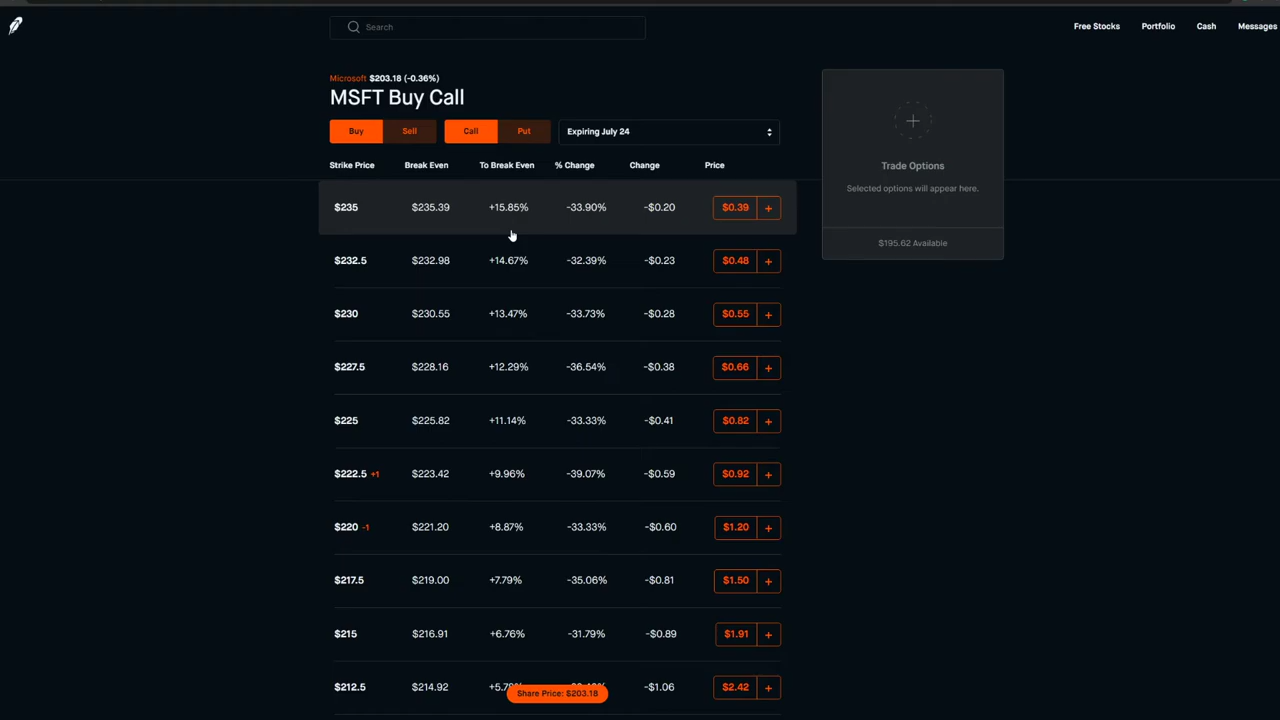 Search
Free Stocks Portfolio Cash Messages
Microsoft $203.18 (-0.36%)
MSFT Buy Call
Buy Sell Call Put Expiring July 24
Strike Price Break Even To Break Even % Change Change Price
$235 $235.39 +15.85% -33.90% -$0.20 $0.39 +
$232.5 $232.98 +14.67% -32.39% -$0.23 $0.48 +
$230 $230.55 +13.47% -33.73% -$0.28 $0.55 +
$227.5 $228.16 +12.29% -36.54% -$0.38 $0.66 +
$225 $225.82 +11.14% -33.33% -$0.41 $0.82 +
$222.5 +1 $223.42 +9.96% -39.07% -$0.59 $0.92 +
$220 -1 $221.20 +8.87% -33.33% -$0.60 $1.20 +
$217.5 $219.00 +7.79% -35.06% -$0.81 $1.50 +
$215 $216.91 +6.76% -31.79% -$0.89 $1.91 +
$212.5 $214.92 -$1.06 $2.42 +
Share Price: $203.18
Trade Options
Selected options will appear here.
$195.62 Available